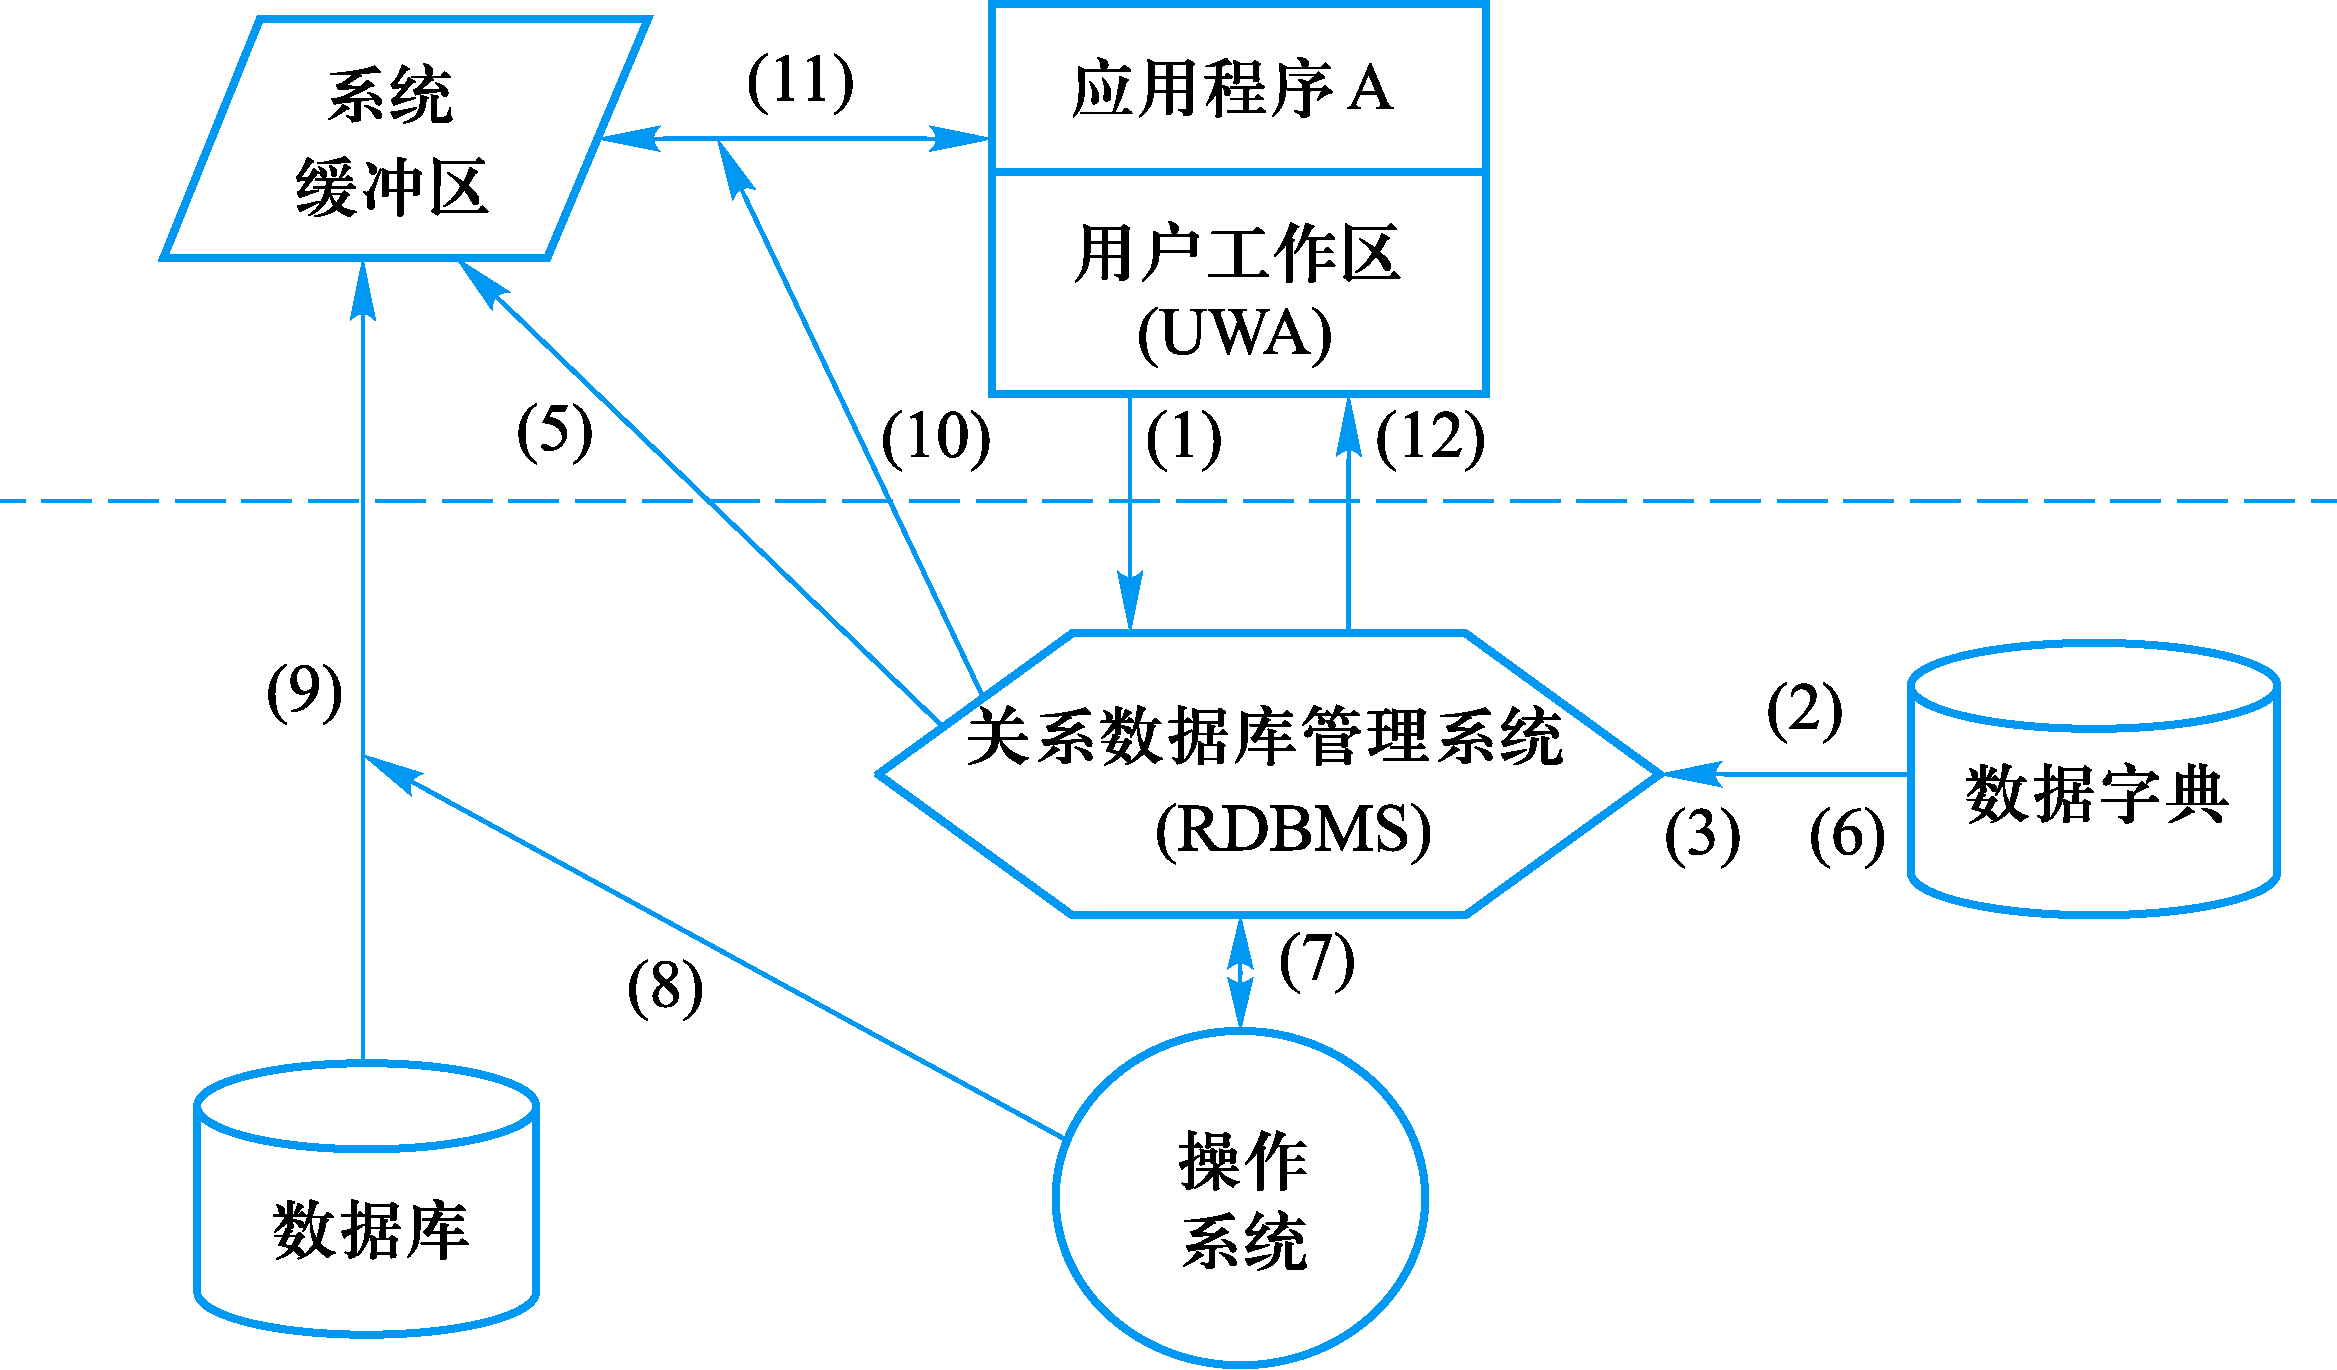 系统
缓冲区
(11)
应用程序 A
用户工作区
(UWA)
(5)
(10)
(1)
(12)
(9)
关系数据库管理系统
(RDBMS)
(2)
(3)
(6)
数据字典
(8)
(7)
数据库
操作
系统